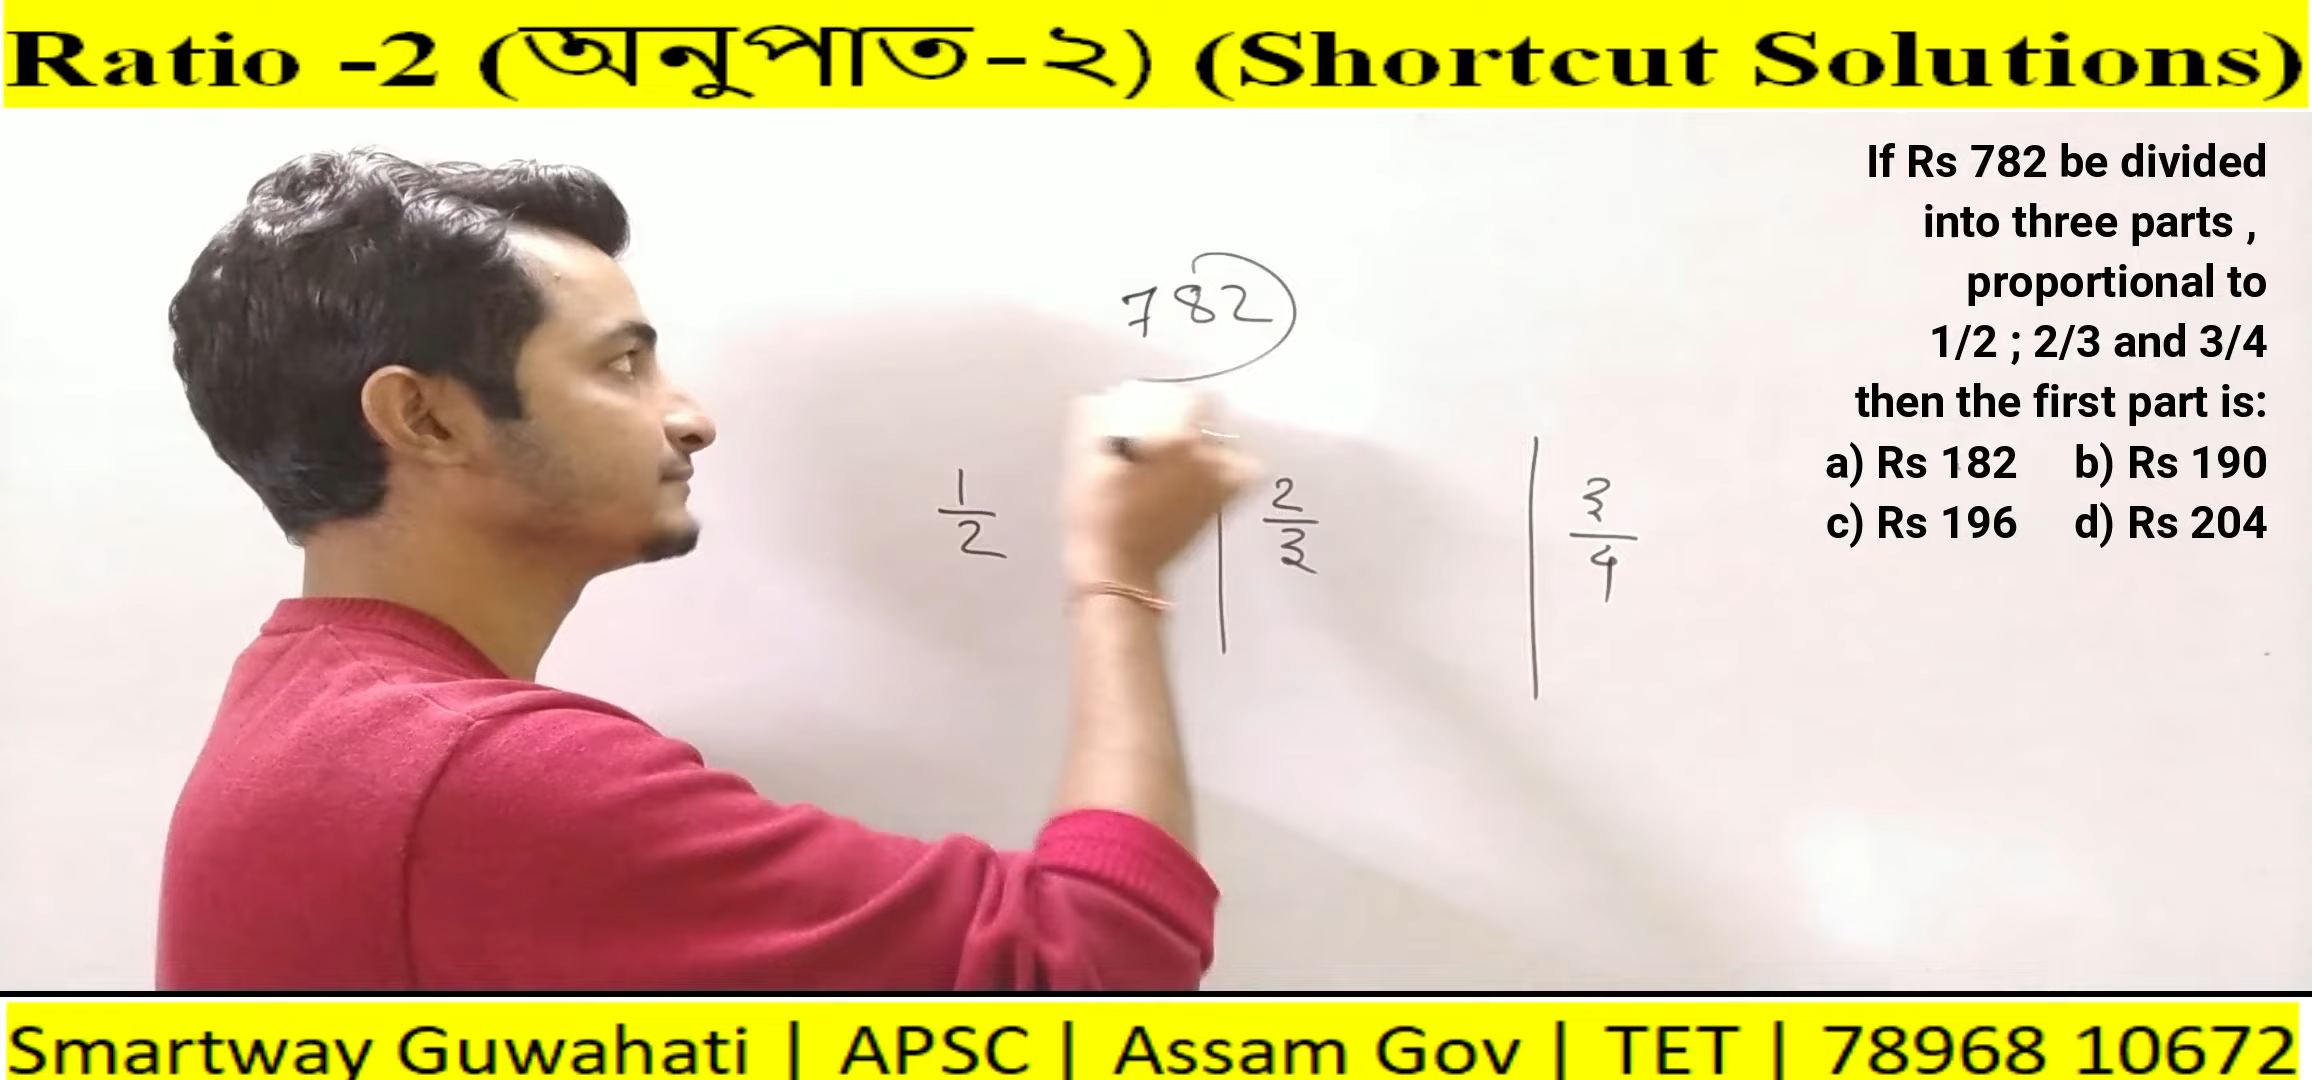 Ratio -2 (অনুপাত-২) (Shortcut Solutions)
If Rs 782 be divided
into three parts ,
proportional to
1/2 ; 2/3 and 3/4
then the first part is:
a) Rs 182 b) Rs 190
c) Rs 196 d) Rs 204
782
1/2 | 2/3 | 3/4
Smartway Guwahati | APSC | Assam Gov | TET | 78968 10672